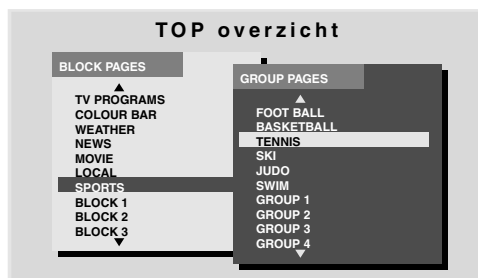 TOP overzicht
BLOCK PAGES
TV PROGRAMS
COLOUR BAR
WEATHER
NEWS
MOVIE
LOCAL
SPORTS
BLOCK 1
BLOCK 2
BLOCK 3
GROUP PAGES
FOOT BALL
BASKETBALL
TENNIS
SKI
JUDO
SWIM
GROUP 1
GROUP 2
GROUP 3
GROUP 4